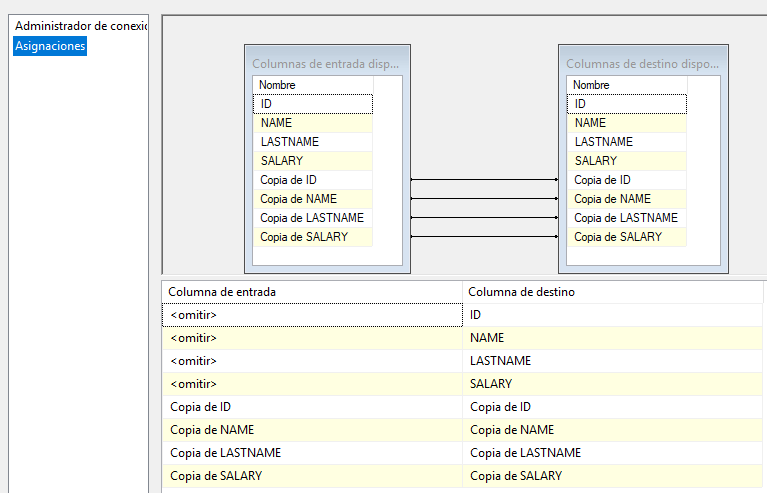 Administrador de conexic
Asignaciones
Columnas de entrada disp...
Nombre
ID
NAME
LASTNAME
SALARY
Copia de ID
Copia de NAME
Copia de LASTNAME
Copia de SALARY
Columnas de destino dispo...
Nombre
ID
NAME
LASTNAME
SALARY
Copia de ID
Copia de NAME
Copia de LASTNAME
Copia de SALARY
Columna de entrada Columna de destino
<omitir> ID
<omitir> NAME
<omitir> LASTNAME
<omitir> SALARY
Copia de ID Copia de ID
Copia de NAME Copia de NAME
Copia de LASTNAME Copia de LASTNAME
Copia de SALARY Copia de SALARY